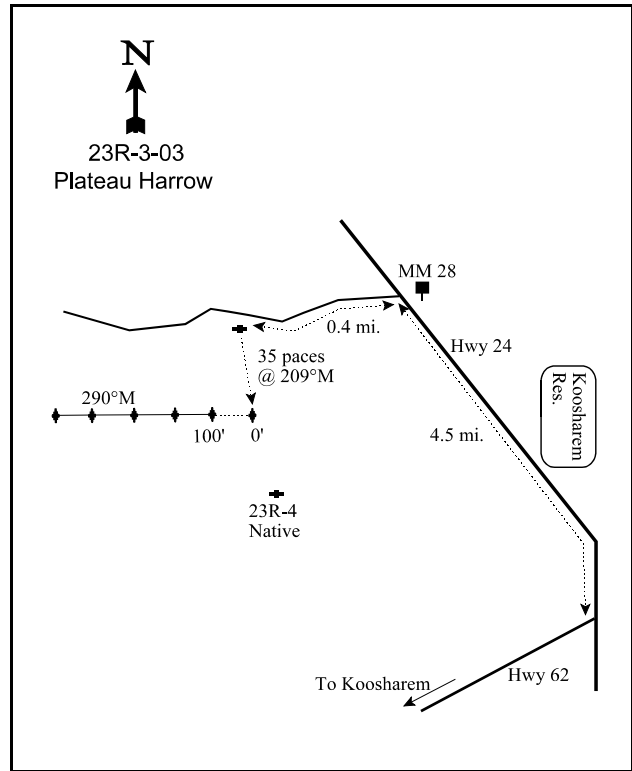 N
23R-3-03
Plateau Harrow
MM 28
0.4 mi.
Hwy 24
35 paces
@ 209°M
Koosharem
Res.
290°M
100'
0'
4.5 mi.
23R-4
Native
To Koosharem
Hwy 62